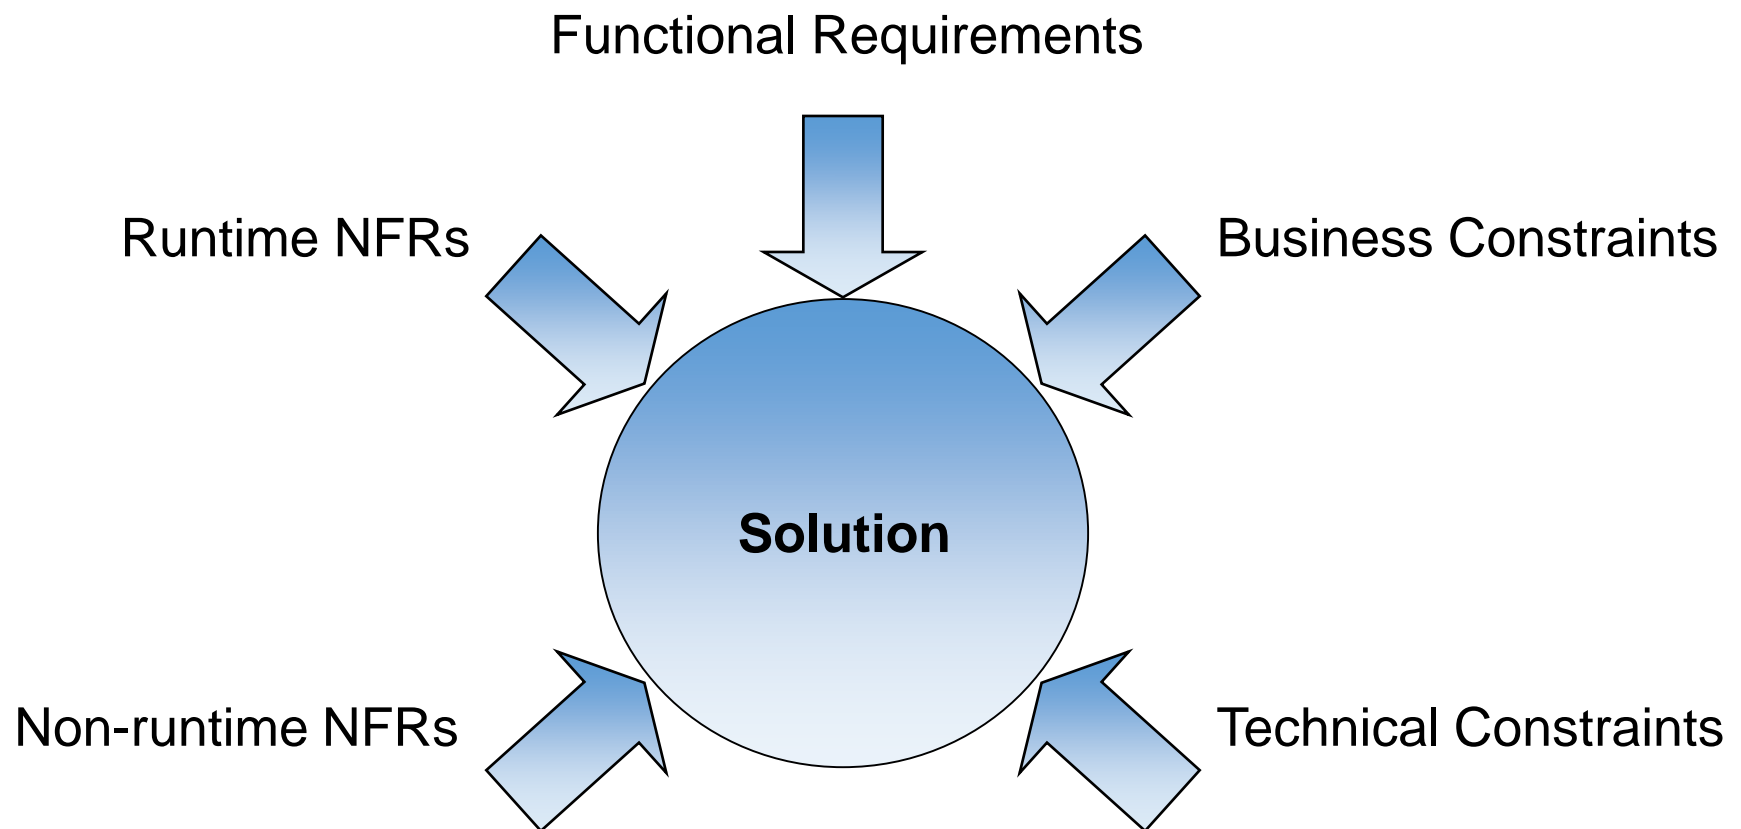 Functional Requirements
Runtime NFRs
Business Constraints
Solution
Non-runtime NFRs
Technical Constraints